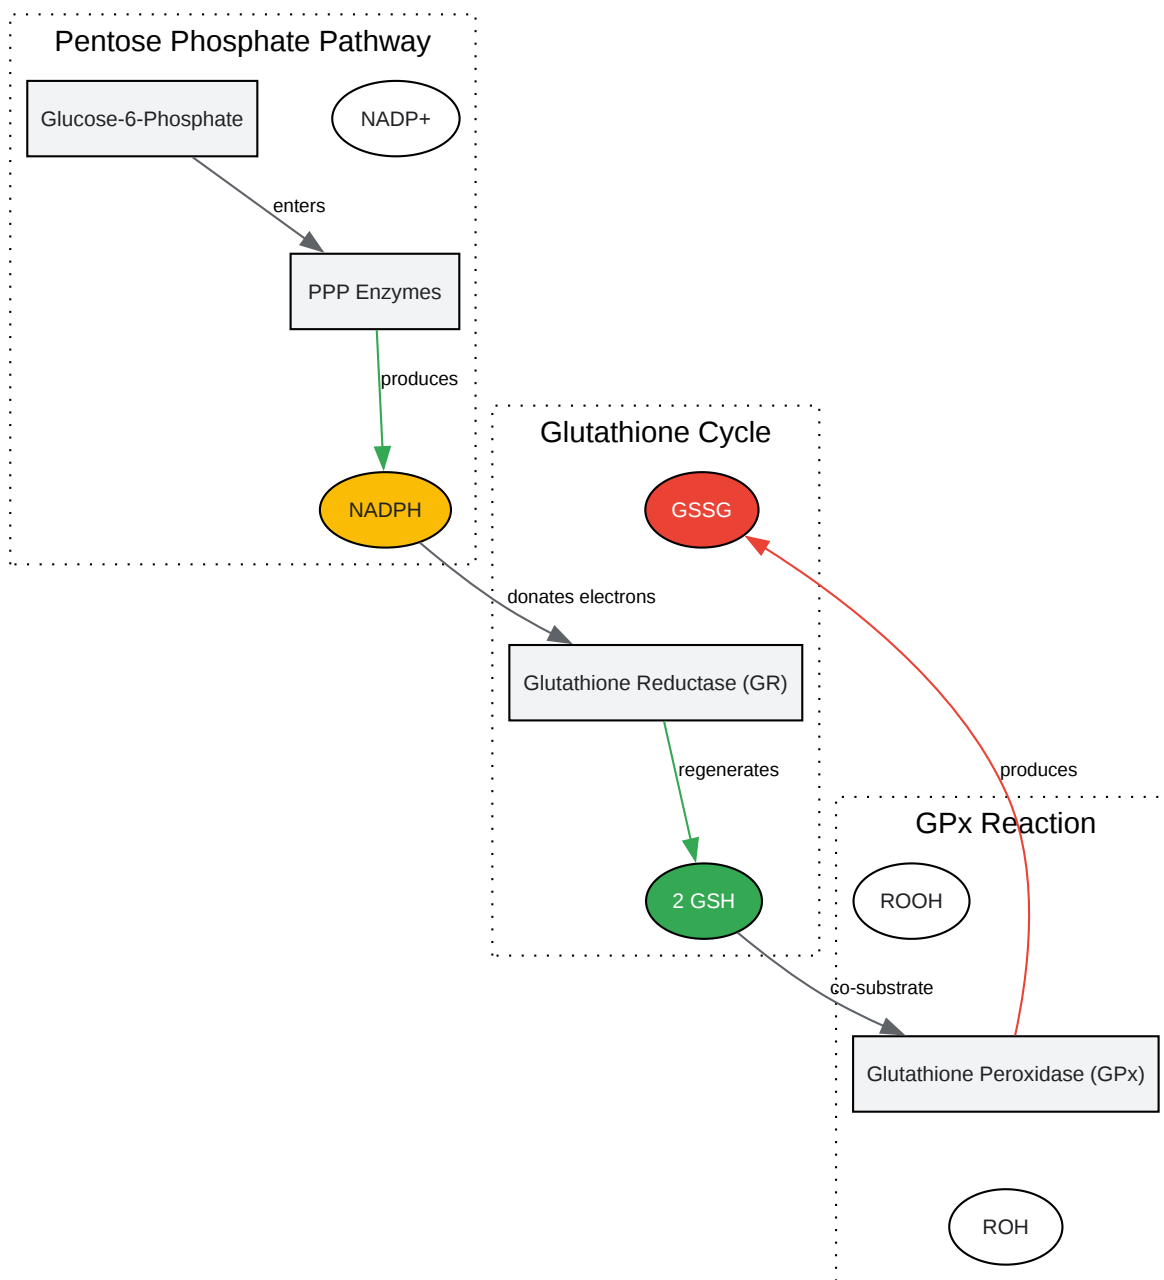 Pentose Phosphate Pathway
Glucose-6-Phosphate
NADP+
enters
PPP Enzymes
produces
NADPH
Glutathione Cycle
GSSG
donates electrons
Glutathione Reductase (GR)
regenerates
2 GSH
produces
GPx Reaction
ROOH
co-substrate
Glutathione Peroxidase (GPx)
ROH